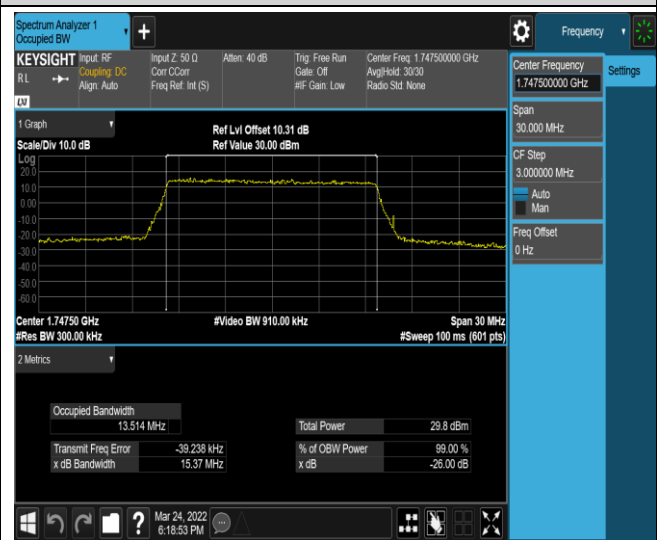 Spectrum Analyzer 1
Occupied BW
Frequency
KEYSIGHT
RL
LXI
Input: RF
Coupling: DC
Align: Auto
Input Z: 50 Ω
Corr CCorr
Freq Ref: Int (S)
Atten: 40 dB
Trig: Free Run
Gate: Off
#IF Gain: Low
Center Freq: 1.747500000 GHz
Avg|Hold: 30/30
Radio Std: None
Center Frequency
1.747500000 GHz
Settings
Span
30.000 MHz
CF Step
3.000000 MHz
Auto
Man
Freq Offset
0 Hz
1 Graph
Scale/Div 10.0 dB
Ref Lvl Offset 10.31 dB
Ref Value 30.00 dBm
Log
20.0
10.0
0.00
-10.0
-20.0
-30.0
-40.0
-50.0
-60.0
Center 1.74750 GHz
#Video BW 910.00 kHz
Span 30 MHz
#Res BW 300.00 kHz
#Sweep 100 ms (601 pts)
2 Metrics
Occupied Bandwidth
13.514 MHz
Total Power 29.8 dBm
Transmit Freq Error -39.238 kHz
% of OBW Power 99.00 %
x dB Bandwidth 15.37 MHz
x dB -26.00 dB
?
Mar 24, 2022
6:18:53 PM